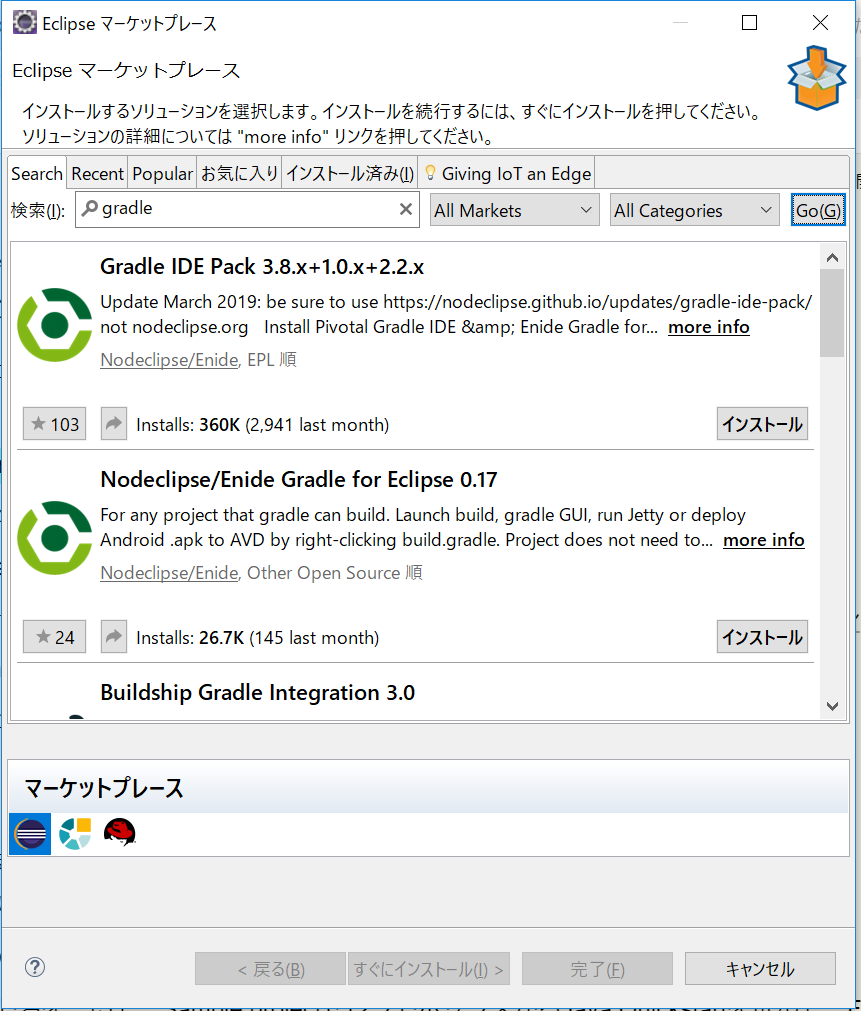 Eclipse マーケットプレース
Eclipse マーケットプレース
インストールするソリューションを選択します。インストールを続行するには、すぐにインストールを押してください。
ソリューションの詳細については "more info" リンクを押してください。
Search Recent Popular お気に入り インストール済み(I) Giving IoT an Edge
検索(I): gradle All Markets All Categories Go(G)
Gradle IDE Pack 3.8.x+1.0.x+2.2.x
Update March 2019: be sure to use https://nodeclipse.github.io/updates/gradle-ide-pack/
not nodeclipse.org Install Pivotal Gradle IDE &amp; Enide Gradle for... more info
Nodeclipse/Enide, EPL 順
103 Installs: 360K (2,941 last month) インストール
Nodeclipse/Enide Gradle for Eclipse 0.17
For any project that gradle can build. Launch build, gradle GUI, run Jetty or deploy
Android .apk to AVD by right-clicking build.gradle. Project does not need to... more info
Nodeclipse/Enide, Other Open Source 順
24 Installs: 26.7K (145 last month) インストール
Buildship Gradle Integration 3.0
マーケットプレース
< 戻る(B) すぐにインストール(I) > 完了(F) キャンセル